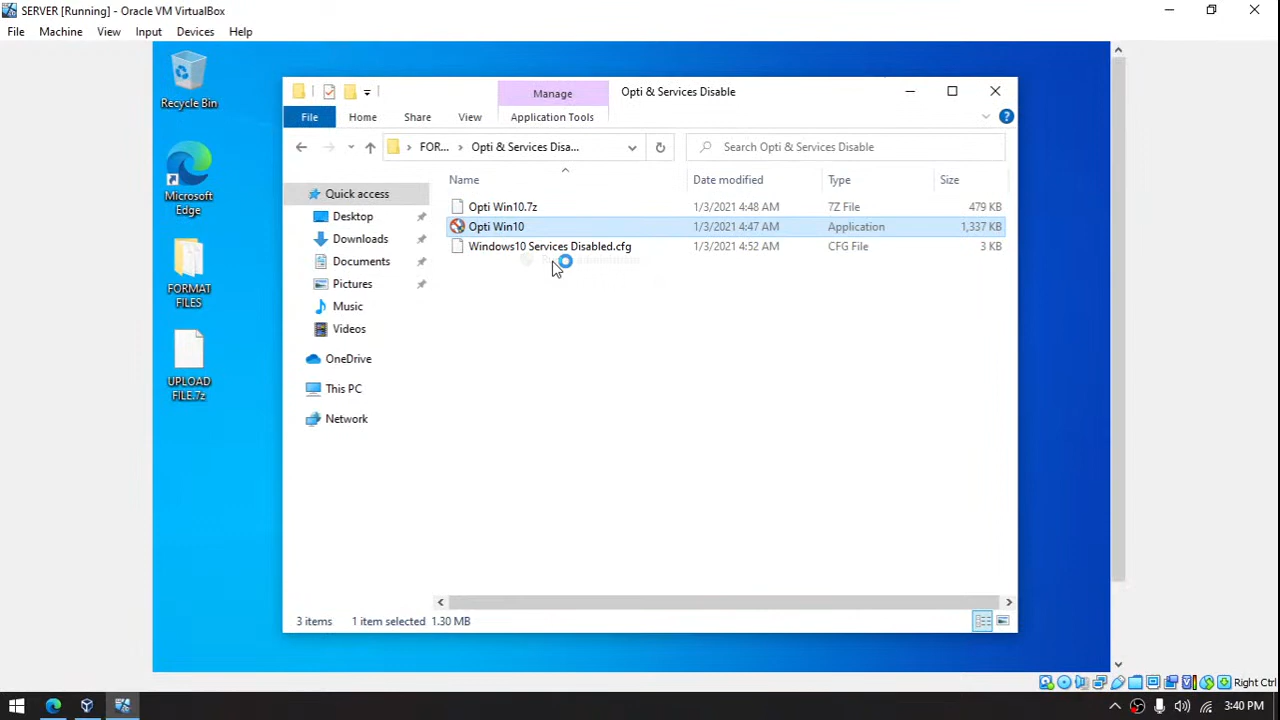 SERVER [Running] - Oracle VM VirtualBox
File Machine View Input Devices Help
Recycle Bin
Microsoft
Edge
FORMAT
FILES
UPLOAD
FILE.7z
Manage
Opti & Services Disable
File Home Share View Application Tools
FOR... Opti & Services Disa...
Search Opti & Services Disable
Name Date modified Type Size
Opti Win10.7z 1/3/2021 4:48 AM 7Z File 479 KB
Opti Win10 1/3/2021 4:47 AM Application 1,337 KB
Windows10 Services Disabled.cfg 1/3/2021 4:52 AM CFG File 3 KB
Quick access
Desktop
Downloads
Documents
Pictures
Music
Videos
OneDrive
This PC
Network
3 items 1 item selected 1.30 MB
Right Ctrl
3:40 PM